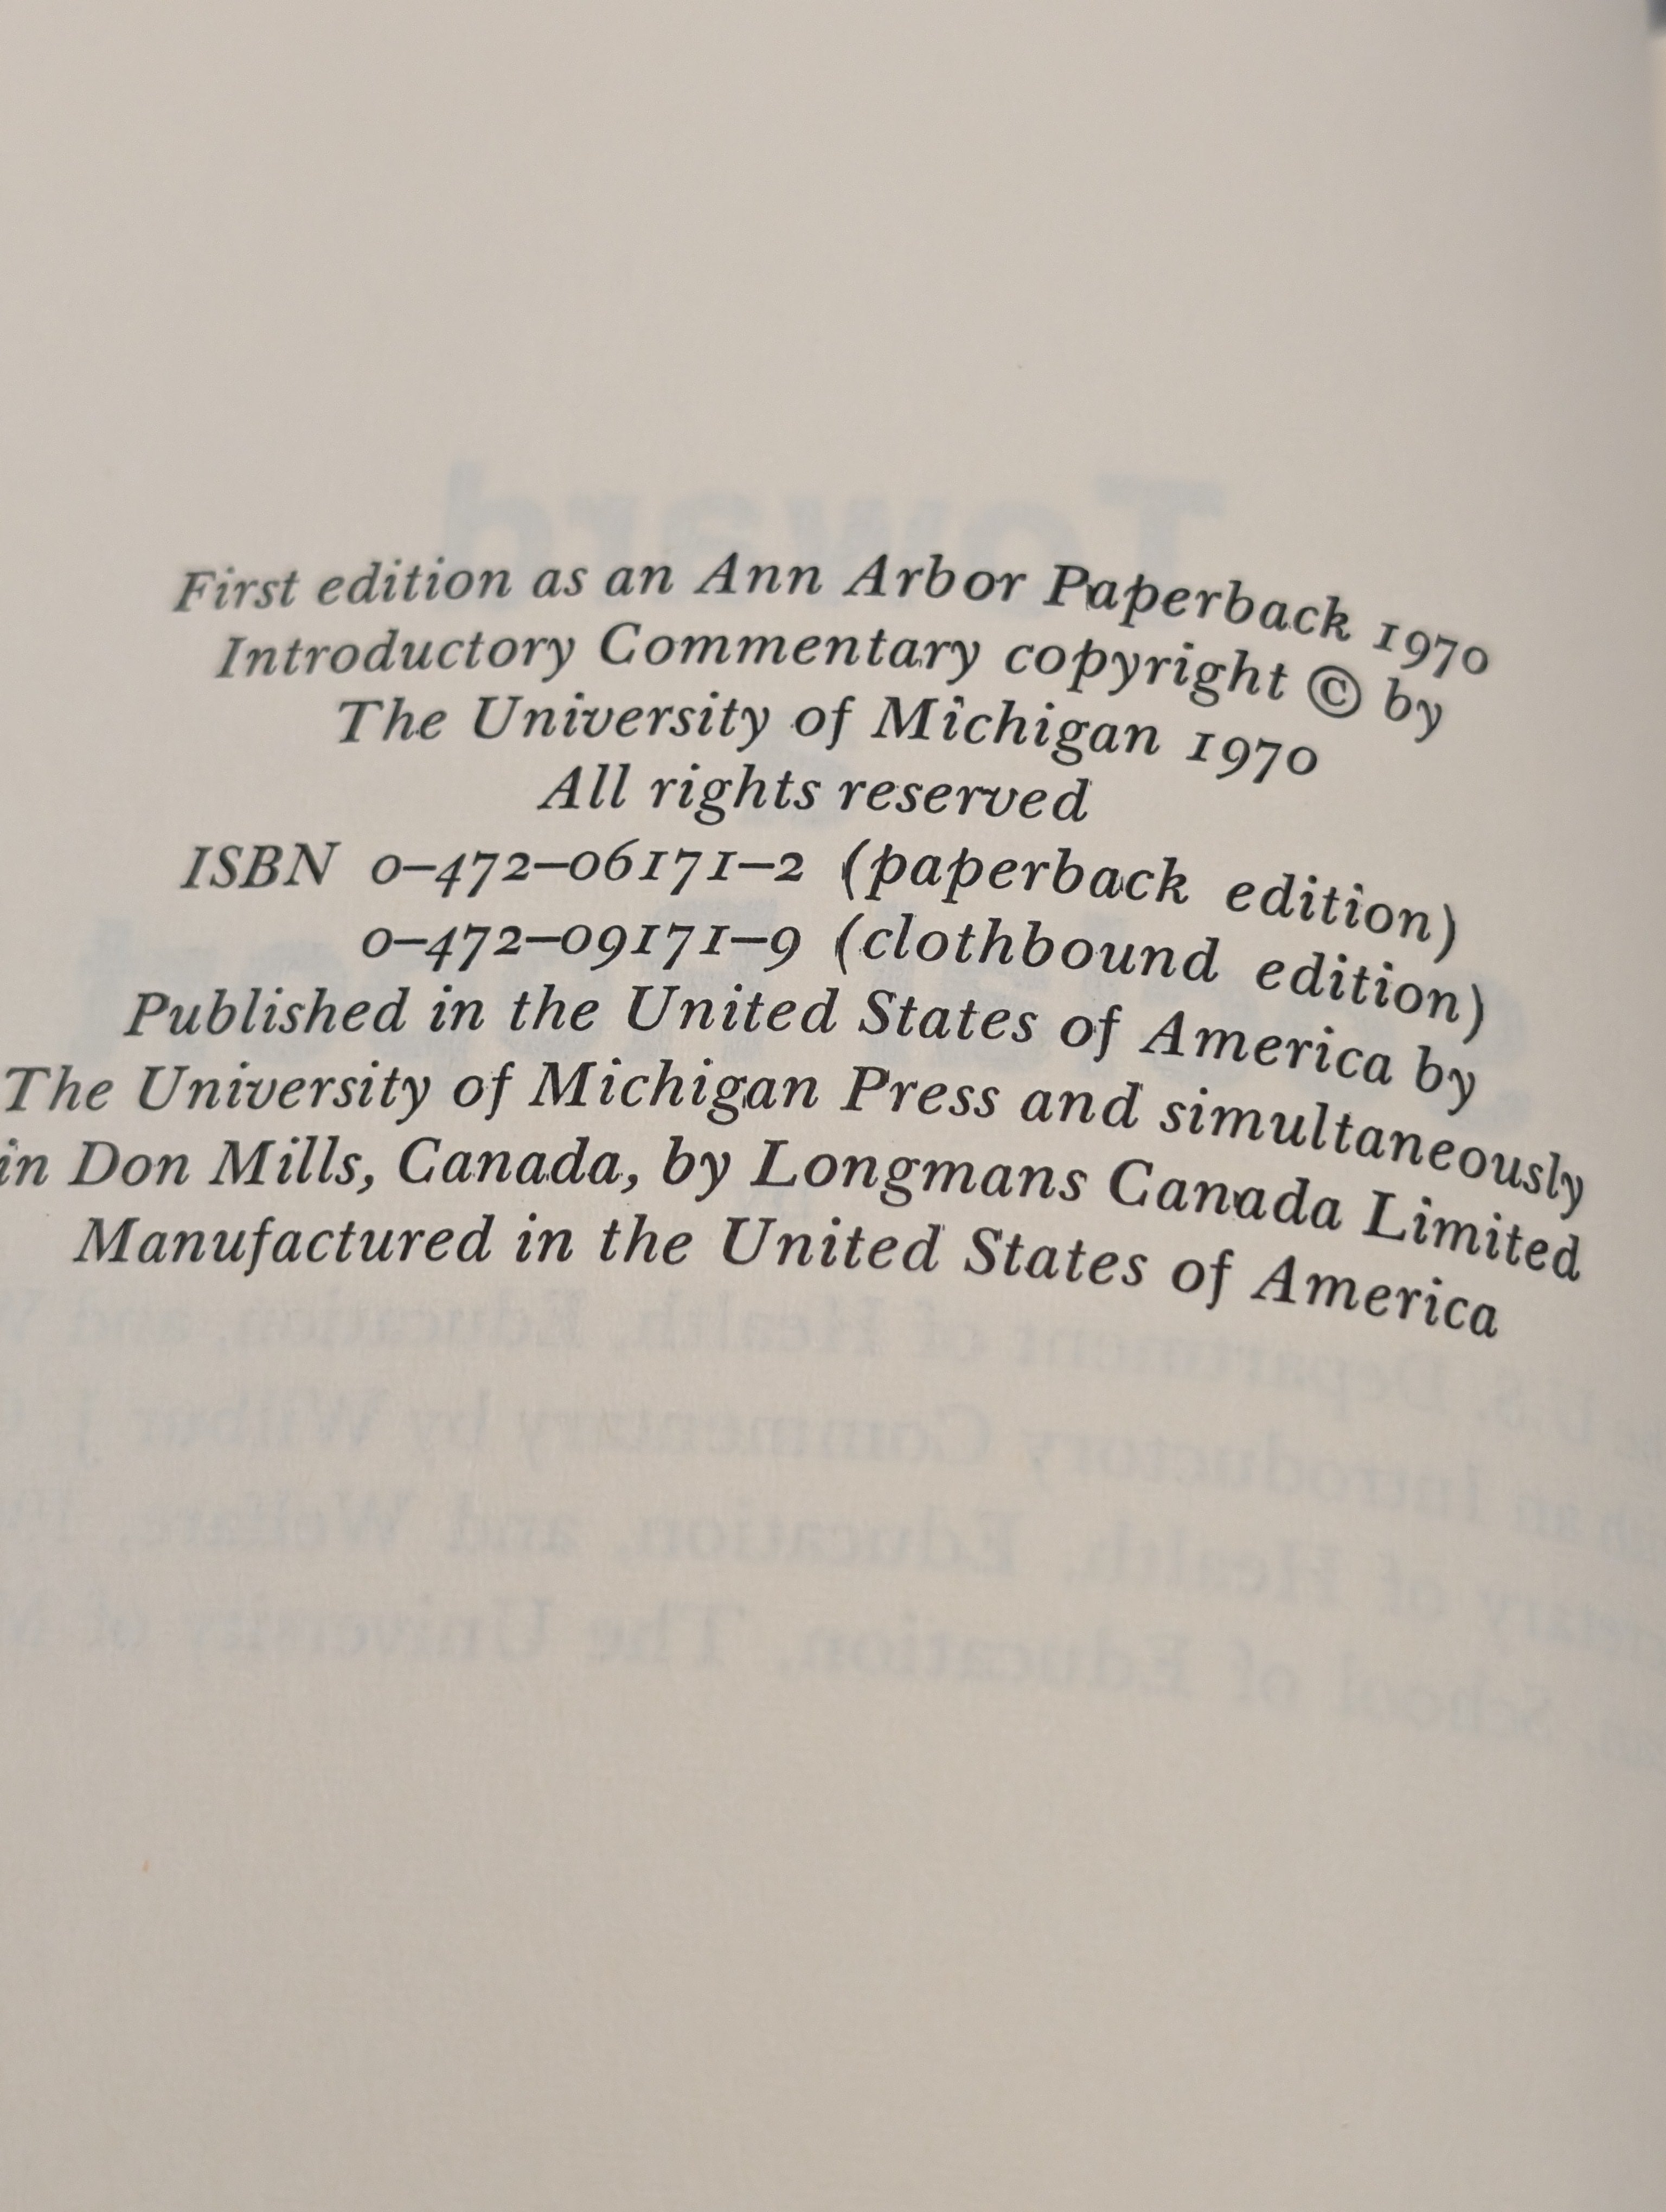 First edition as an Ann Arbor Paperback 1970
Introductory Commentary copyright © by
The University of Michigan 1970
All rights reserved
ISBN 0–472–06171–2 (paperback edition)
0–472–09171–9 (clothbound edition)
Published in the United States of America by
The University of Michigan Press and simultaneously
in Don Mills, Canada, by Longmans Canada Limited
Manufactured in the United States of America